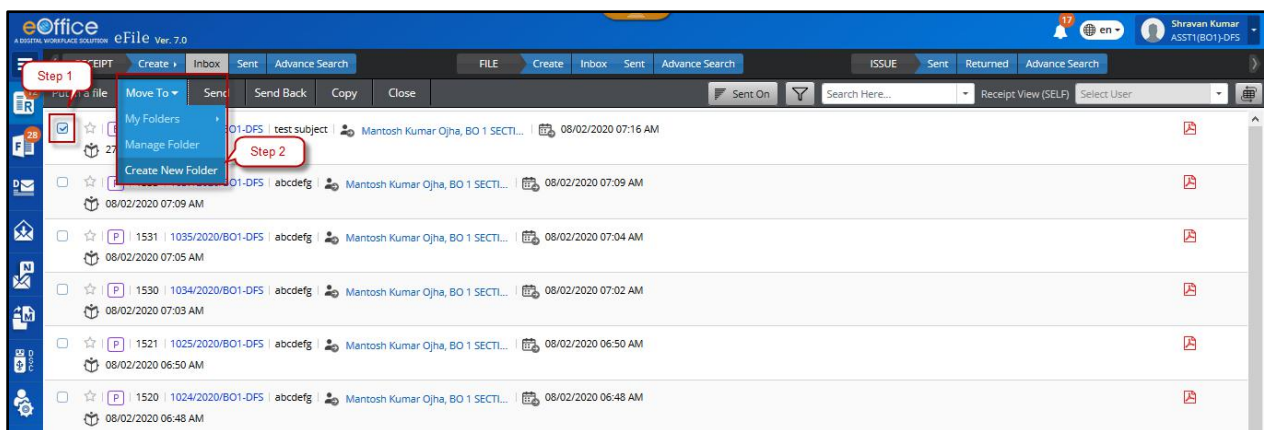 eOffice
A DIGITAL WORKPLACE SOLUTION eFile Ver. 7.0
17 en Shravan Kumar
ASST1(BO1)-DFS
RECEIPT Create Inbox Sent Advance Search FILE Create Inbox Sent Advance Search ISSUE Sent Returned Advance Search
Step 1
a file Move To Send Send Back Copy Close Sent On Search Here... Receipt View (SELF) Select User
R
My Folders
Manage Folder
Create New Folder
Step 2
O1-DFS test subject Mantosh Kumar Ojha, BO 1 SECTI... 08/02/2020 07:16 AM
28
F
27
D
O1-DFS abcdefg Mantosh Kumar Ojha, BO 1 SECTI... 08/02/2020 07:09 AM
08/02/2020 07:09 AM
P 1531 1035/2020/BO1-DFS abcdefg Mantosh Kumar Ojha, BO 1 SECTI... 08/02/2020 07:04 AM
08/02/2020 07:05 AM
N
P 1530 1034/2020/BO1-DFS abcdefg Mantosh Kumar Ojha, BO 1 SECTI... 08/02/2020 07:02 AM
08/02/2020 07:03 AM
M
P 1521 1025/2020/BO1-DFS abcdefg Mantosh Kumar Ojha, BO 1 SECTI... 08/02/2020 06:50 AM
08/02/2020 06:50 AM
DSC
P 1520 1024/2020/BO1-DFS abcdefg Mantosh Kumar Ojha, BO 1 SECTI... 08/02/2020 06:48 AM
08/02/2020 06:48 AM